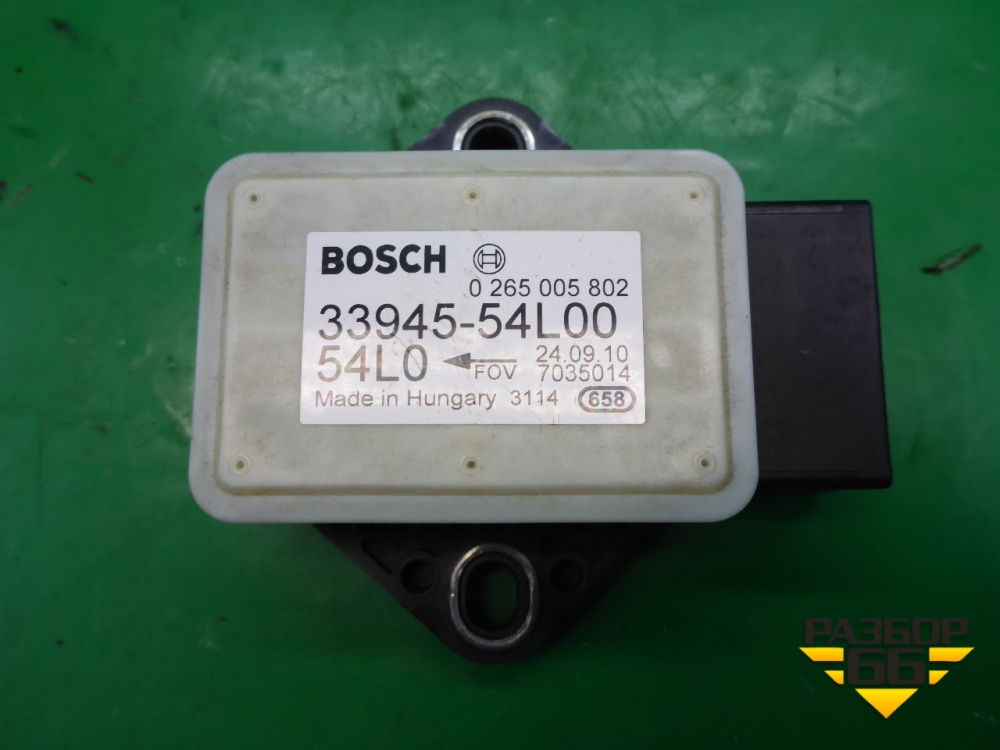 BOSCH
0 265 005 802
33945-54L00
54L0 FOV 24.09.10
7035014
Made in Hungary 3114 658
РАЗБОР
66